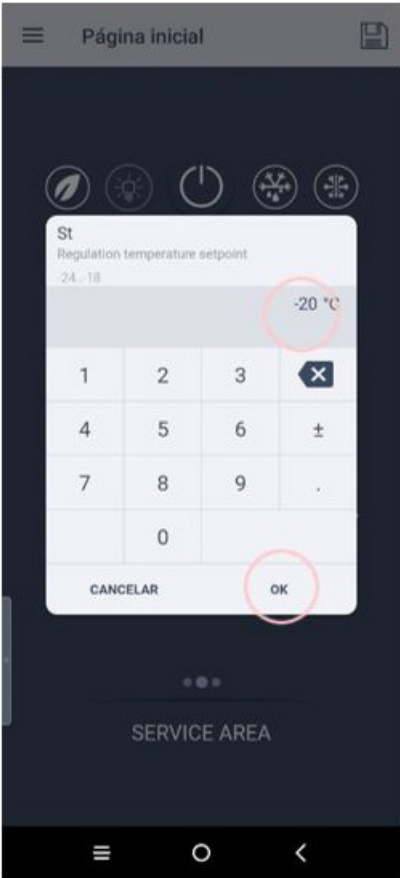 Página inicial
St
Regulation temperature setpoint
-24..-18
-20 °C
1 2 3
4 5 6 ±
7 8 9 .
0
CANCELAR OK
SERVICE AREA